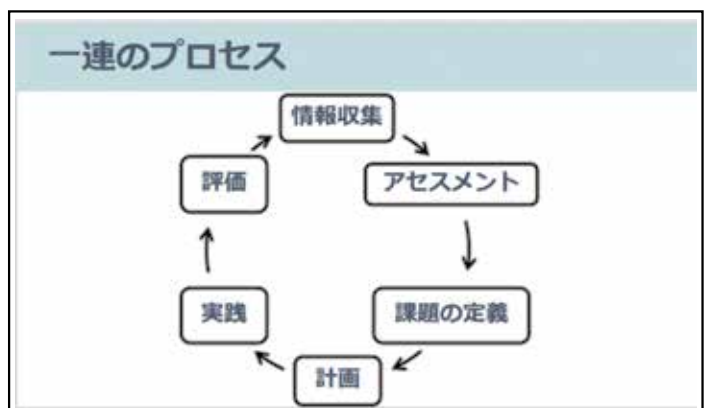 一連のプロセス
情報収集
アセスメント
課題の定義
計画
実践
評価